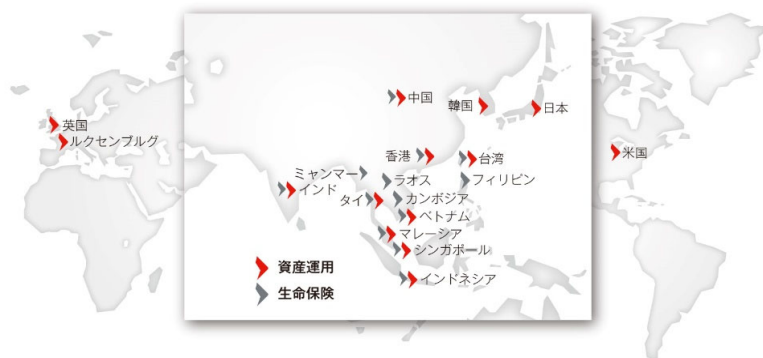 中国
韓国
日本
英国
ルクセンブルグ
香港
台湾
米国
ミャンマー
ラオス
フィリピン
インド
タイ
カンボジア
ベトナム
マレーシア
シンガポール
インドネシア
資産運用
生命保険